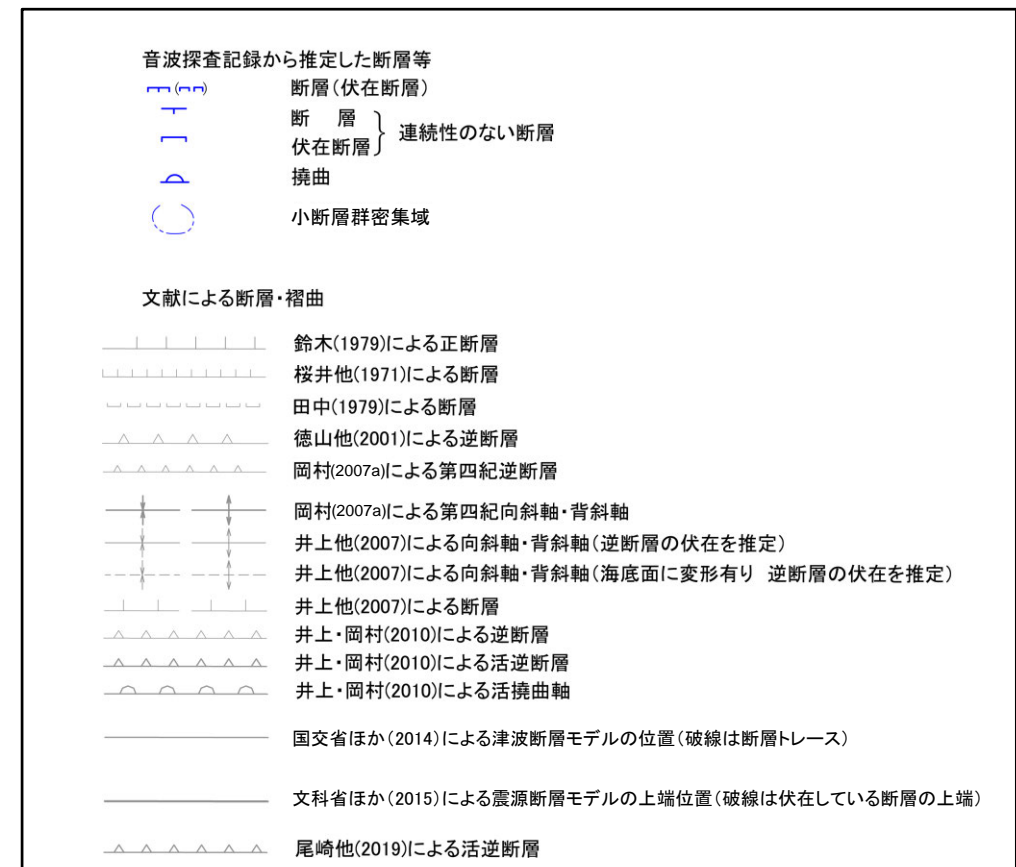 音波探査記録から推定した断層等
( ) 断層(伏在断層)
断　層
伏在断層
連続性のない断層
撓曲
小断層群密集域
文献による断層・褶曲
鈴木(1979)による正断層
桜井他(1971)による断層
田中(1979)による断層
徳山他(2001)による逆断層
岡村(2007a)による第四紀逆断層
岡村(2007a)による第四紀向斜軸・背斜軸
井上他(2007)による向斜軸・背斜軸(逆断層の伏在を推定)
井上他(2007)による向斜軸・背斜軸(海底面に変形有り 逆断層の伏在を推定)
井上他(2007)による断層
井上・岡村(2010)による逆断層
井上・岡村(2010)による活逆断層
井上・岡村(2010)による活撓曲軸
国交省ほか(2014)による津波断層モデルの位置(破線は断層トレース)
文科省ほか(2015)による震源断層モデルの上端位置(破線は伏在している断層の上端)
尾崎他(2019)による活逆断層